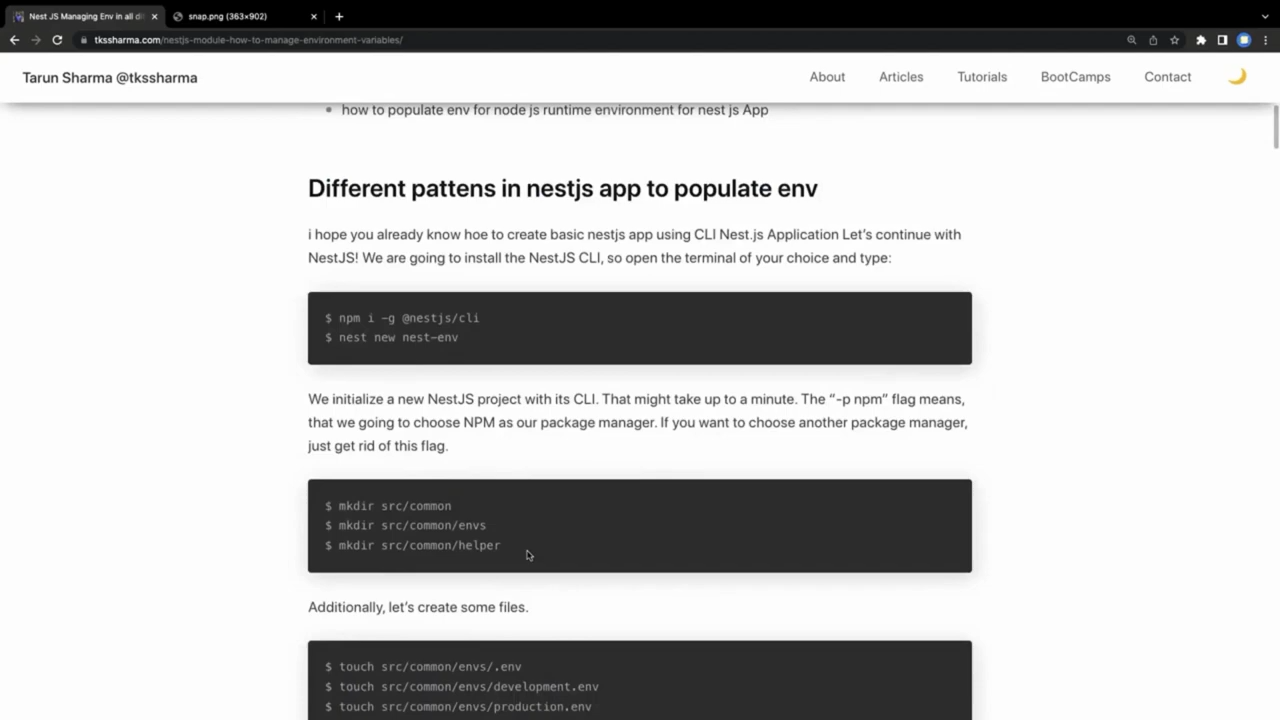 Nest JS Managing Env in all di
snap.png (363×902)
tkssharma.com/nestjs-module-how-to-manage-environment-variables/
Tarun Sharma @tkssharma
About
Articles
Tutorials
BootCamps
Contact
how to populate env for node js runtime environment for nest js App
Different pattens in nestjs app to populate env
i hope you already know hoe to create basic nestjs app using CLI Nest.js Application Let’s continue with
NestJS! We are going to install the NestJS CLI, so open the terminal of your choice and type:
$ npm i -g @nestjs/cli
$ nest new nest-env
We initialize a new NestJS project with its CLI. That might take up to a minute. The “-p npm” flag means,
that we going to choose NPM as our package manager. If you want to choose another package manager,
just get rid of this flag.
$ mkdir src/common
$ mkdir src/common/envs
$ mkdir src/common/helper
Additionally, let’s create some files.
$ touch src/common/envs/.env
$ touch src/common/envs/development.env
$ touch src/common/envs/production.env